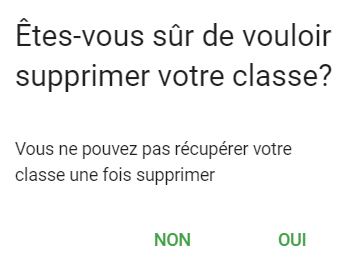 Êtes-vous sûr de vouloir
supprimer votre classe?
Vous ne pouvez pas récupérer votre
classe une fois supprimer
NON OUI